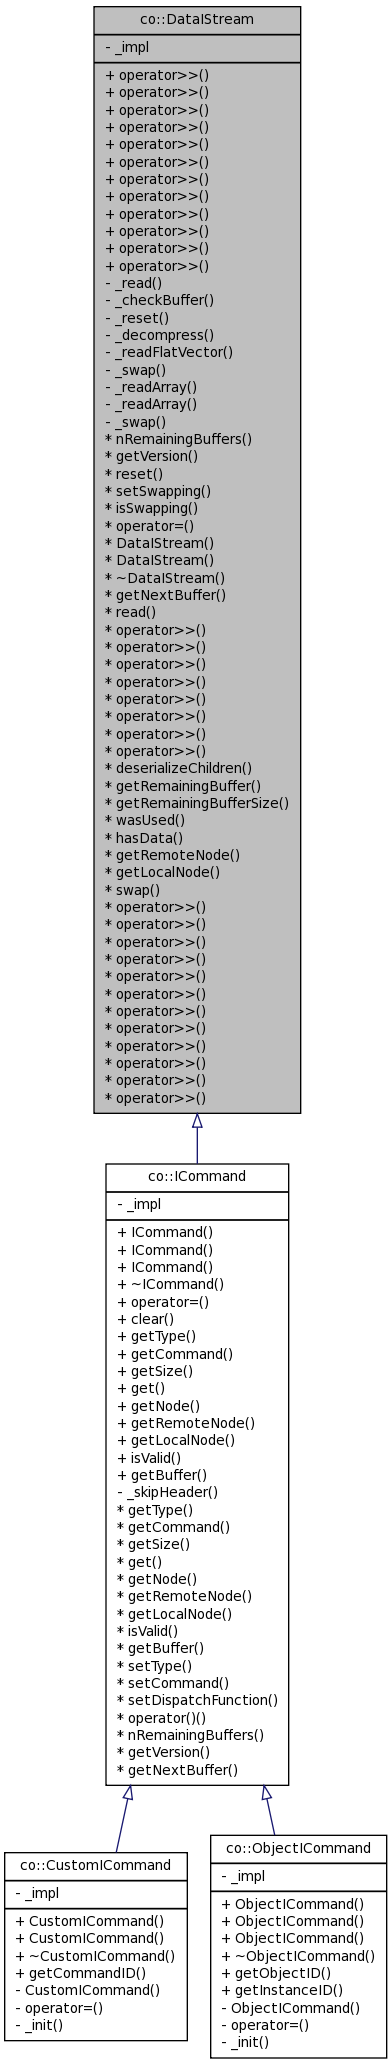 co::DataIStream
- _impl
+ operator>>()
+ operator>>()
+ operator>>()
+ operator>>()
+ operator>>()
+ operator>>()
+ operator>>()
+ operator>>()
+ operator>>()
+ operator>>()
+ operator>>()
+ operator>>()
- _read()
- _checkBuffer()
- _reset()
- _decompress()
- _readFlatVector()
- _swap()
- _readArray()
- _readArray()
- _swap()
* nRemainingBuffers()
* getVersion()
* reset()
* setSwapping()
* isSwapping()
* operator=()
* DataIStream()
* DataIStream()
* ~DataIStream()
* getNextBuffer()
* read()
* operator>>()
* operator>>()
* operator>>()
* operator>>()
* operator>>()
* operator>>()
* operator>>()
* operator>>()
* deserializeChildren()
* getRemainingBuffer()
* getRemainingBufferSize()
* wasUsed()
* hasData()
* getRemoteNode()
* getLocalNode()
* swap()
* operator>>()
* operator>>()
* operator>>()
* operator>>()
* operator>>()
* operator>>()
* operator>>()
* operator>>()
* operator>>()
* operator>>()
* operator>>()
* operator>>()
co::ICommand
- _impl
+ ICommand()
+ ICommand()
+ ICommand()
+ ~ICommand()
+ operator=()
+ clear()
+ getType()
+ getCommand()
+ getSize()
+ get()
+ getNode()
+ getRemoteNode()
+ getLocalNode()
+ isValid()
+ getBuffer()
- _skipHeader()
* getType()
* getCommand()
* getSize()
* get()
* getNode()
* getRemoteNode()
* getLocalNode()
* isValid()
* getBuffer()
* setType()
* setCommand()
* setDispatchFunction()
* operator()()
* nRemainingBuffers()
* getVersion()
* getNextBuffer()
co::CustomICommand
- _impl
+ CustomICommand()
+ CustomICommand()
+ ~CustomICommand()
+ getCommandID()
- CustomICommand()
- operator=()
- _init()
co::ObjectICommand
- _impl
+ ObjectICommand()
+ ObjectICommand()
+ ObjectICommand()
+ ~ObjectICommand()
+ getObjectID()
+ getInstanceID()
- ObjectICommand()
- operator=()
- _init()